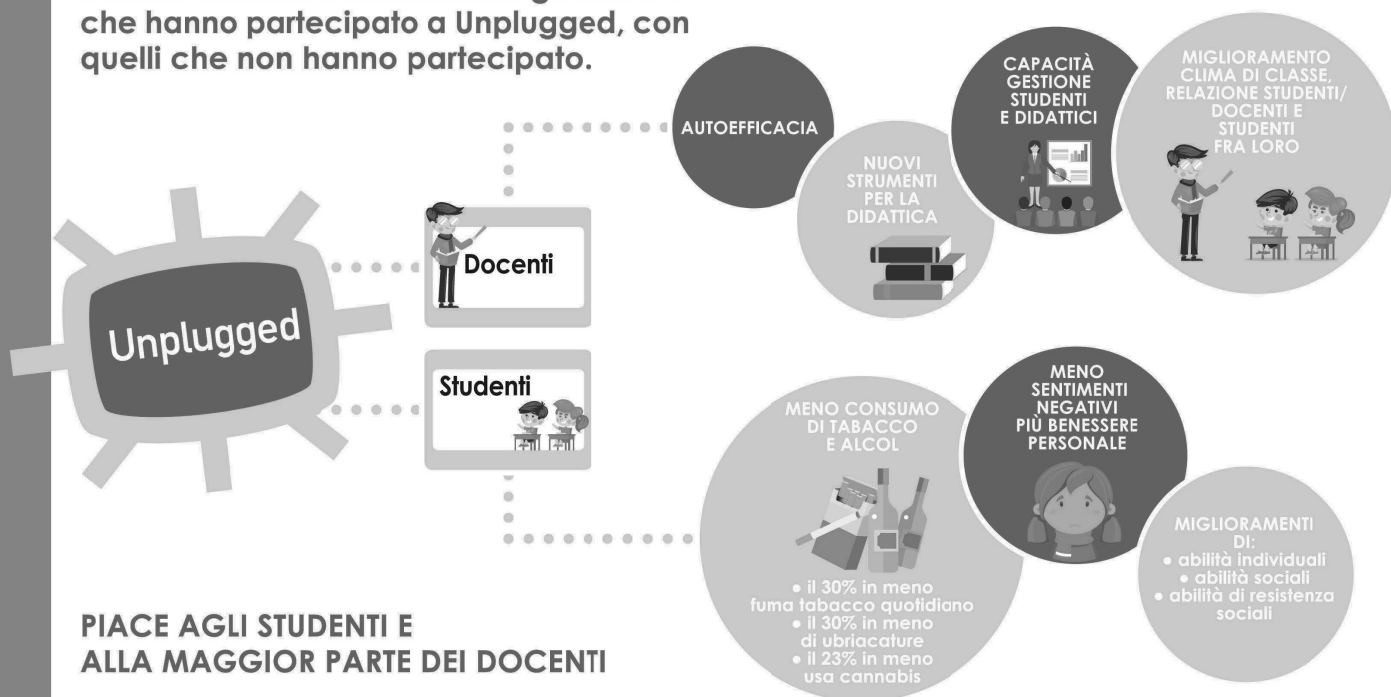 che hanno partecipato a Unplugged, con
quelli che non hanno partecipato.
Unplugged
Docenti
Studenti
AUTOEFFICACIA
NUOVI
STRUMENTI
PER LA
DIDATTICA
CAPACITÀ
GESTIONE
STUDENTI
E DIDATTICI
MIGLIORAMENTO
CLIMA DI CLASSE,
RELAZIONE STUDENTI/
DOCENTI E
STUDENTI
FRA LORO
MENO CONSUMO
DI TABACCO
E ALCOL
• il 30% in meno
fuma tabacco quotidiano
• il 30% in meno
di ubriacature
• il 23% in meno
usa cannabis
MENO
SENTIMENTI
NEGATIVI
PIÙ BENESSERE
PERSONALE
MIGLIORAMENTI
DI:
• abilità individuali
• abilità sociali
• abilità di resistenza
sociali
PIACE AGLI STUDENTI E
ALLA MAGGIOR PARTE DEI DOCENTI